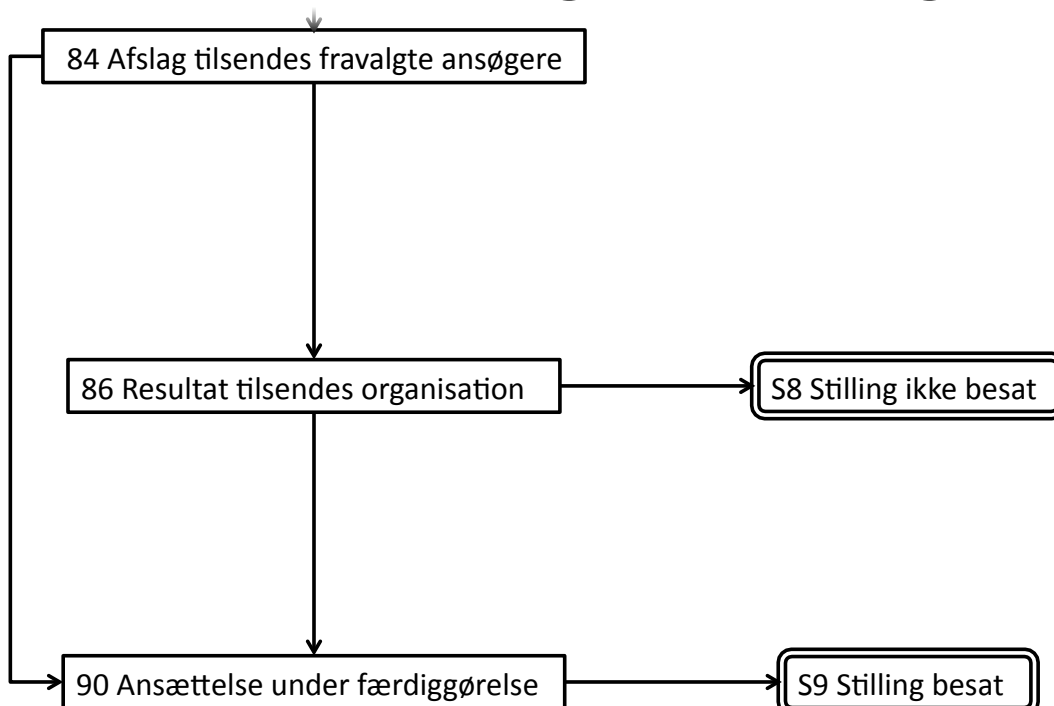 84 Afslag tilsendes fravalgte ansøgere
86 Resultat tilsendes organisation
S8 Stilling ikke besat
90 Ansættelse under færdiggørelse
S9 Stilling besat